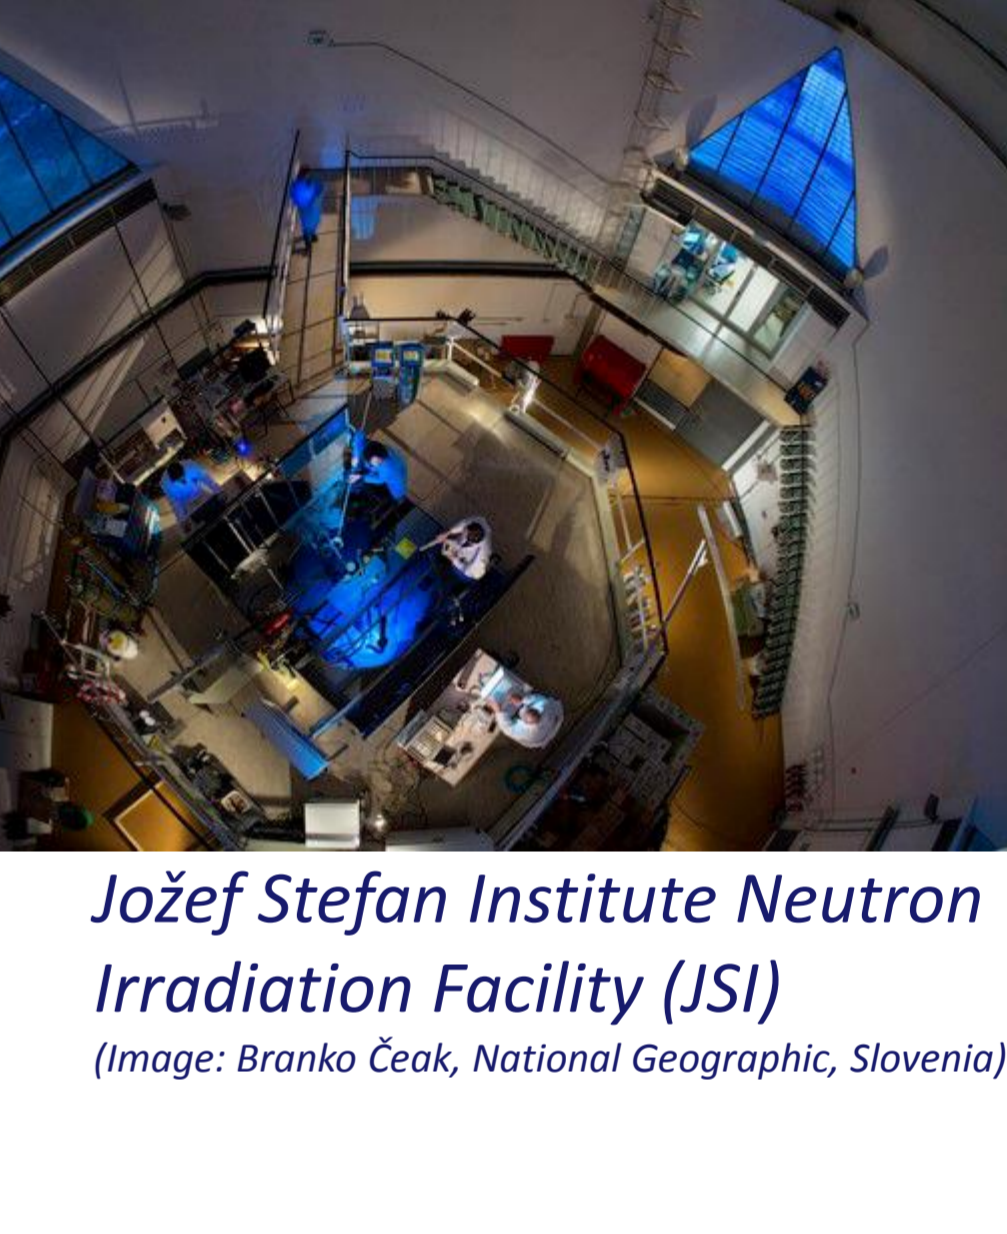 Jožef Stefan Institute Neutron
Irradiation Facility (JSI)
(Image: Branko Čeak, National Geographic, Slovenia)